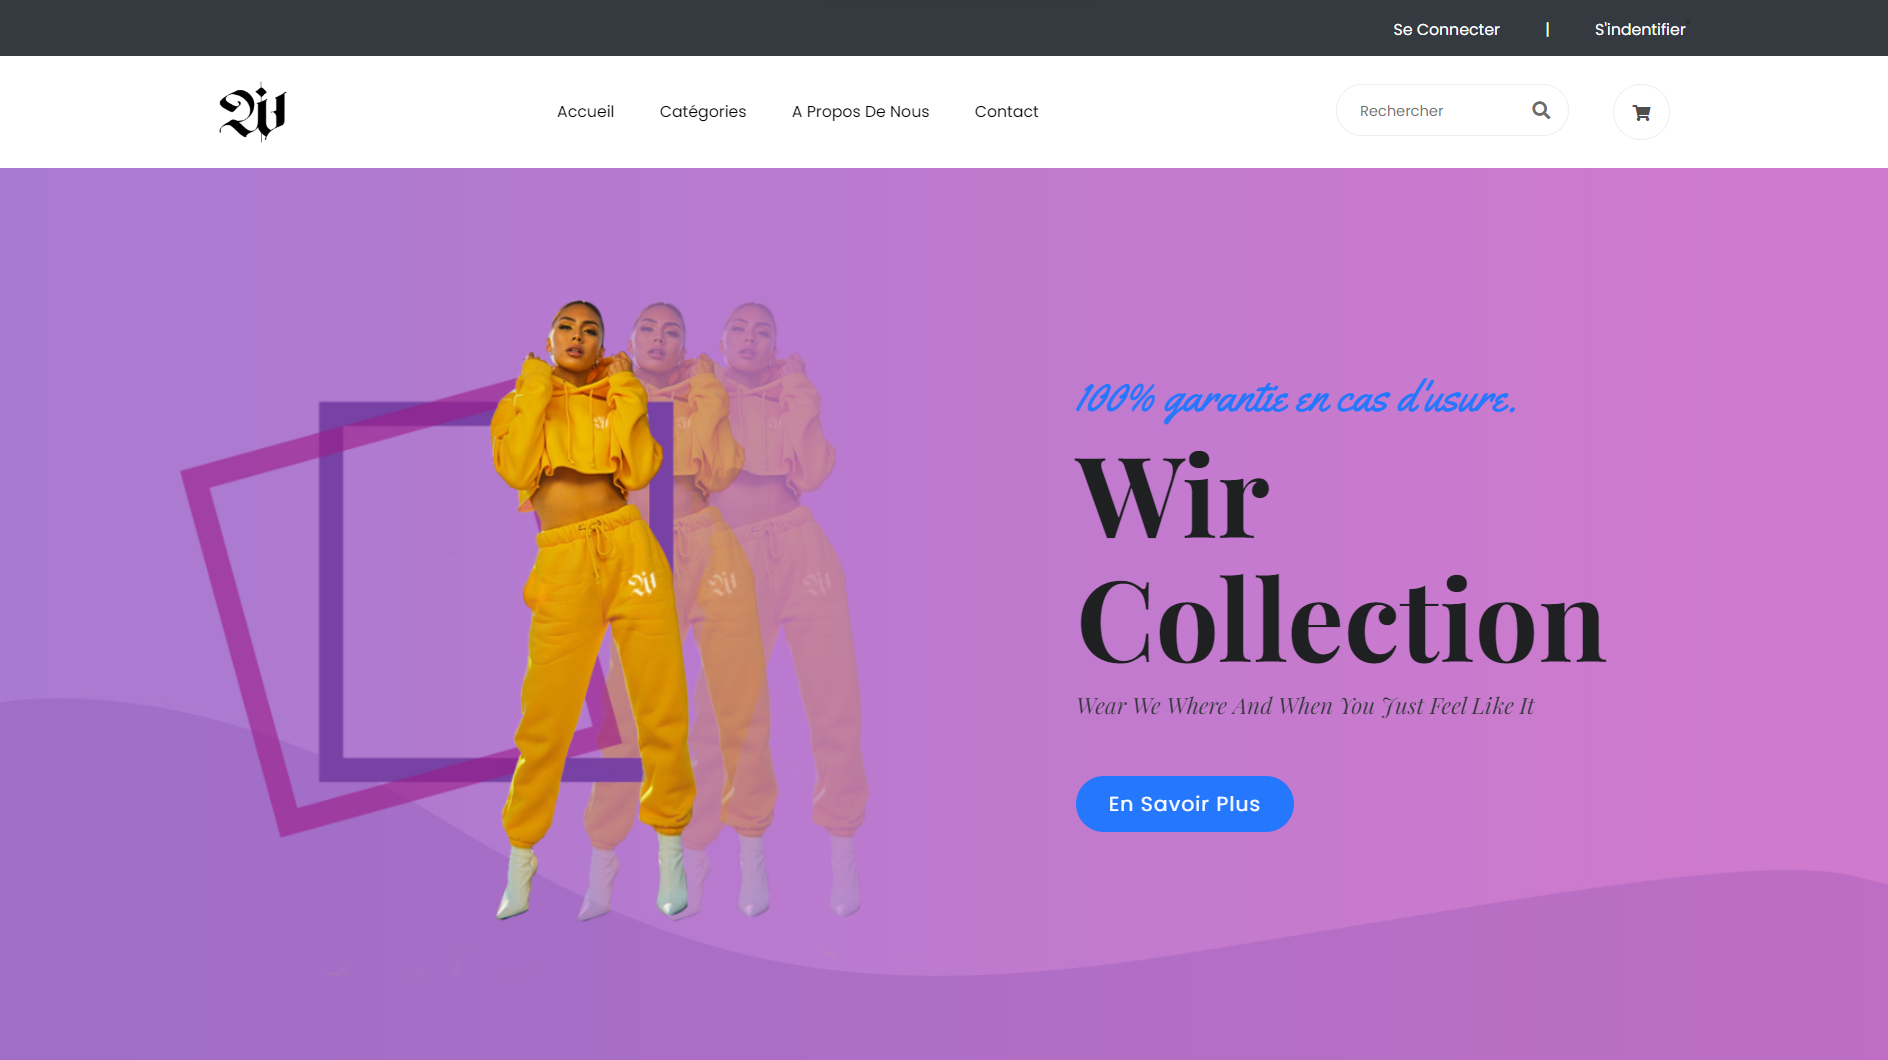 Se Connecter | S'indentifier
Accueil Catégories A Propos De Nous Contact Rechercher
100% garantie en cas d'usure.
Wir
Collection
Wear We Where And When You Just Feel Like It
En Savoir Plus